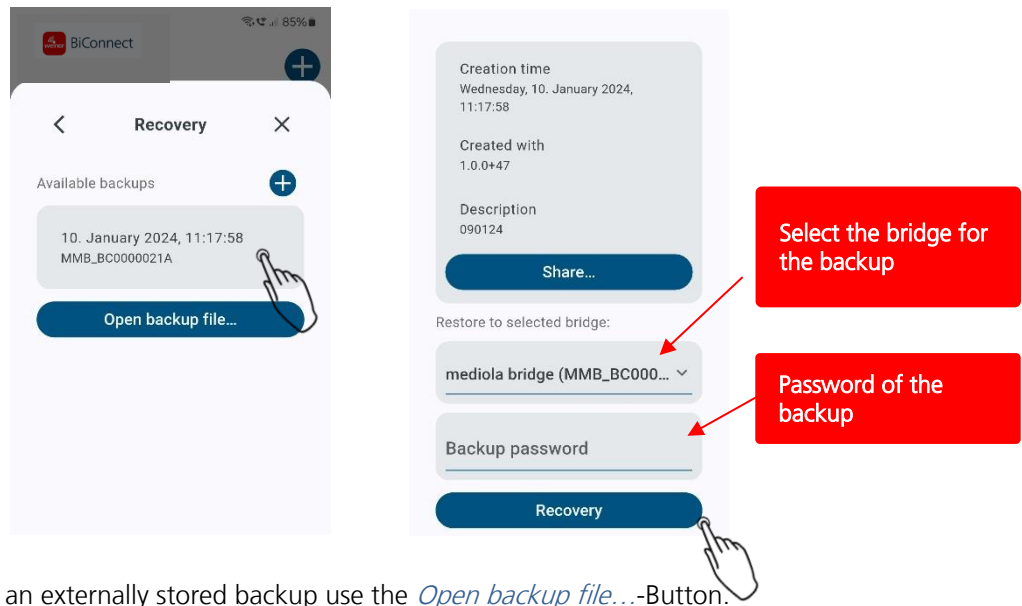 85%
weinor BiConnect
Recovery
Available backups
10. January 2024, 11:17:58
MMB_BC0000021A
Open backup file...
Creation time
Wednesday, 10. January 2024,
11:17:58
Created with
1.0.0+47
Description
090124
Share...
Restore to selected bridge:
mediola bridge (MMB_BC000...
Backup password
Recovery
Select the bridge for
the backup
Password of the
backup
an externally stored backup use the Open backup file...-Button.